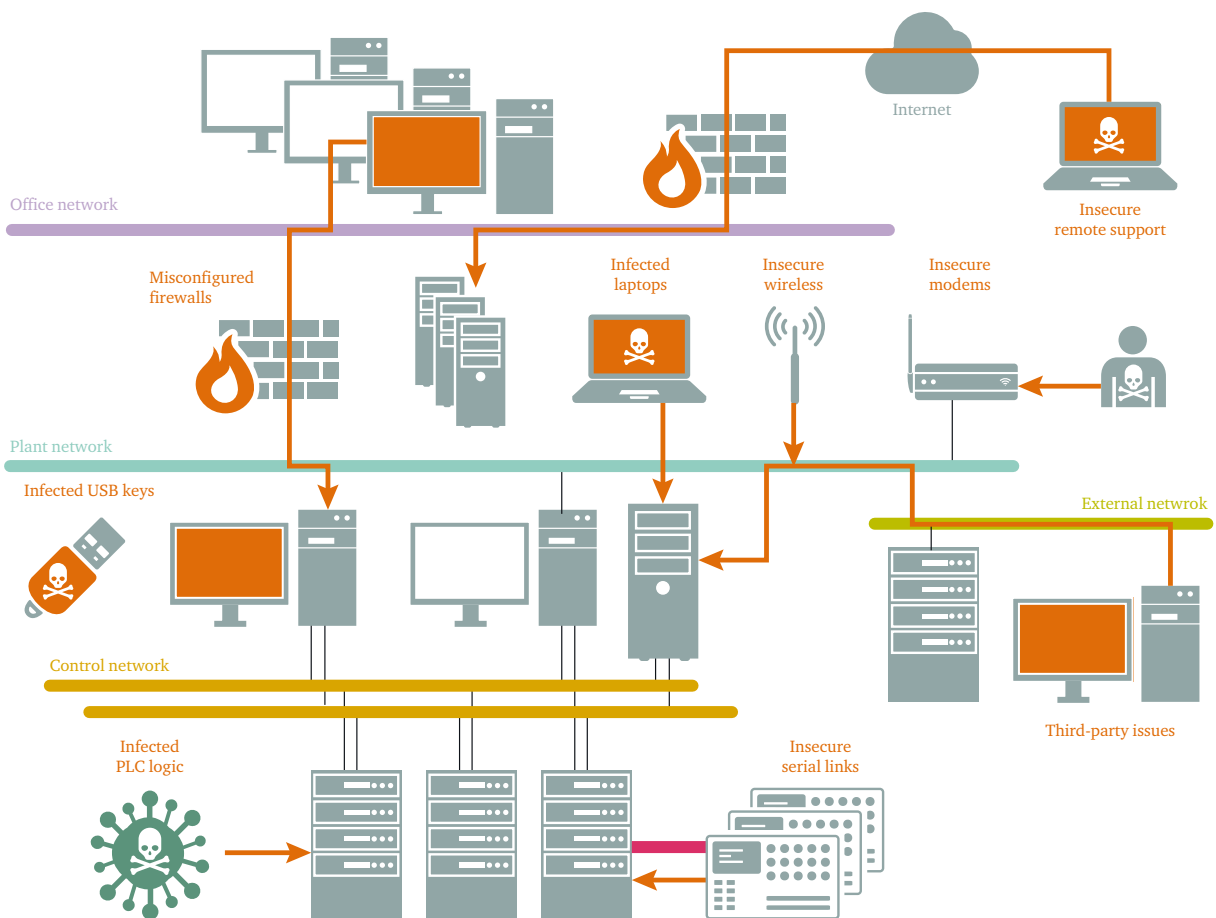 Internet
Insecure
remote support
Office network
Misconfigured
firewalls
Infected
laptops
Insecure
wireless
Insecure
modems
Plant network
Infected USB keys
External netwrok
Control network
Third-party issues
Infected
PLC logic
Insecure
serial links